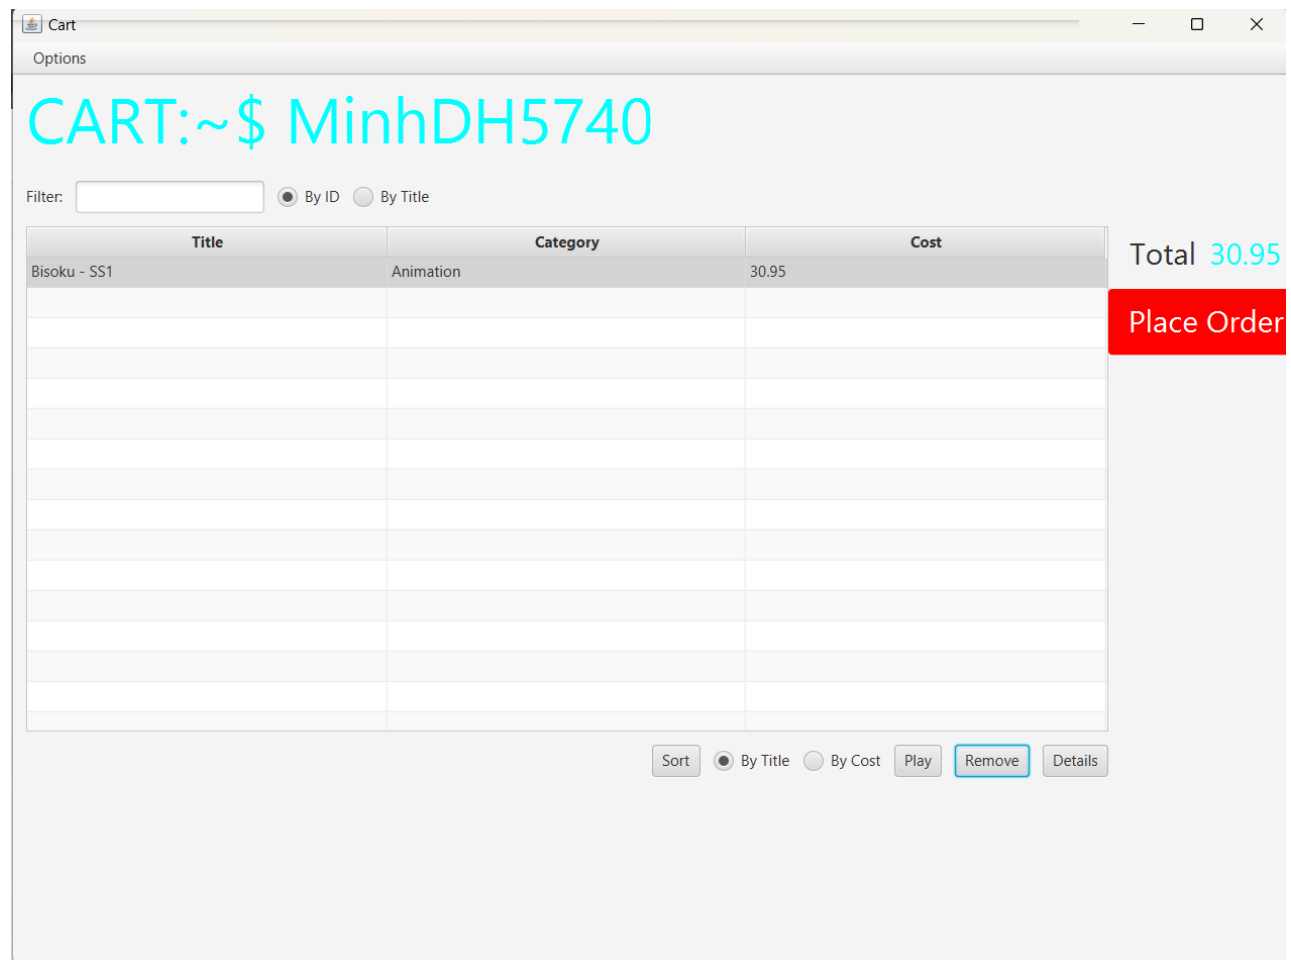 Cart
Options
CART:~$ MinhDH5740
Filter: By ID By Title
Title Category Cost
Bisoku - SS1 Animation 30.95
Total 30.95
Place Order
Sort By Title By Cost Play Remove Details